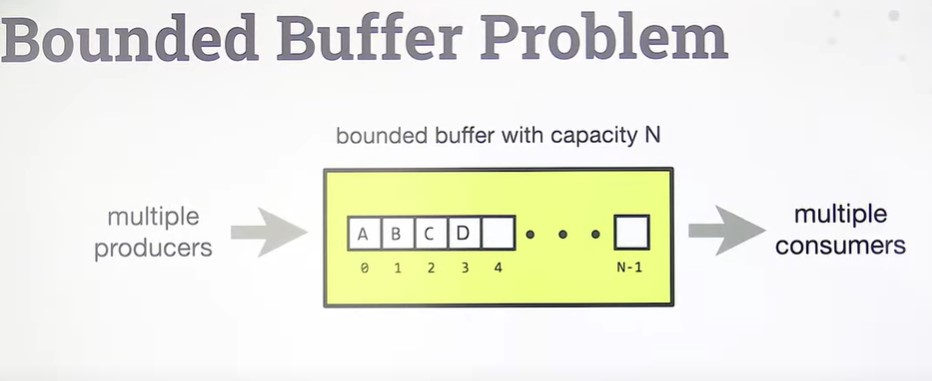 Bounded Buffer Problem
bounded buffer with capacity N
multiple
producers
A B C D
0 1 2 3 4 N-1
multiple
consumers